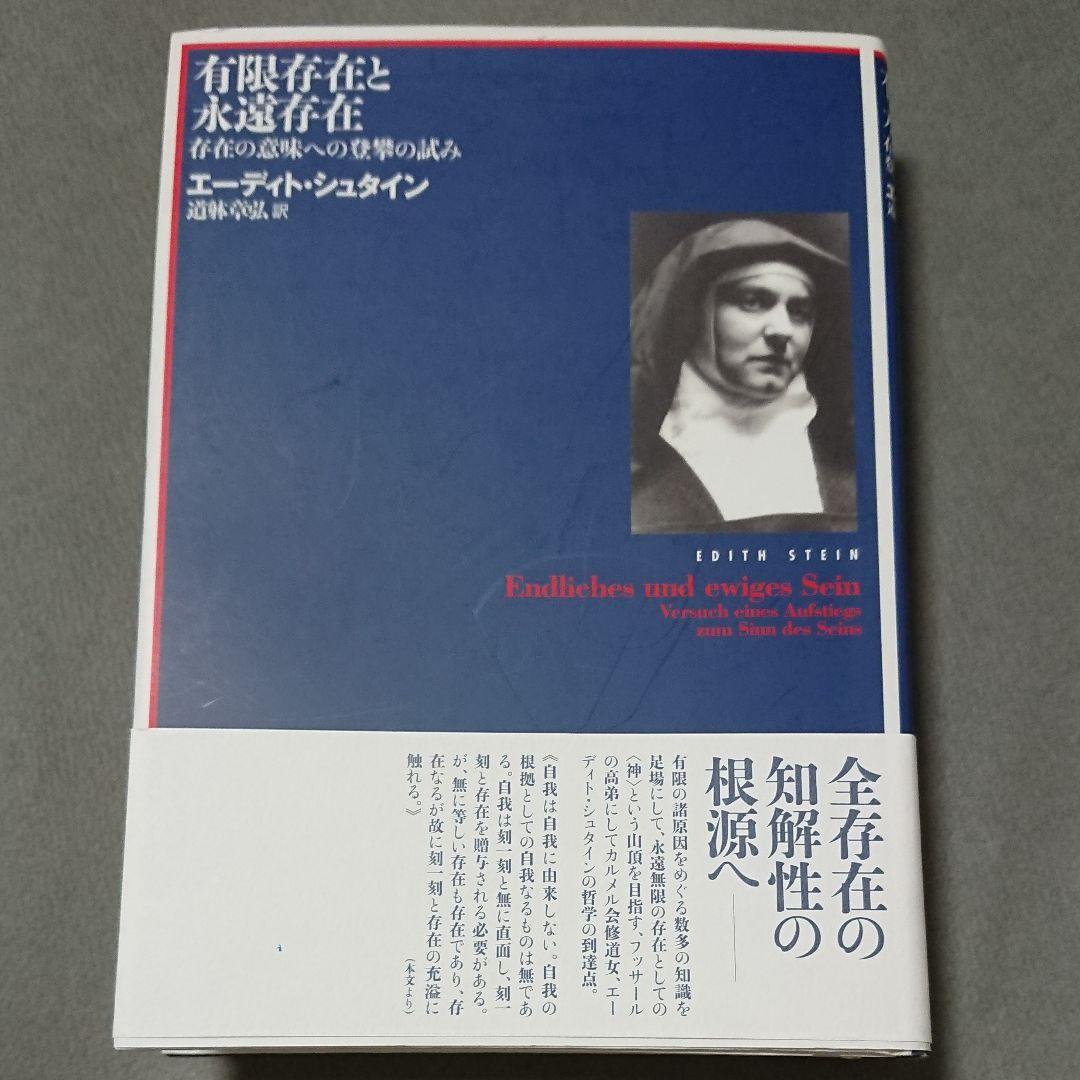 有限存在と
永遠存在
存在の意味への登攀の試み
エーディト・シュタイン
道躰章弘 訳
EDITH STEIN
Endliches und ewiges Sein
Versuch eines Aufstiegs
zum Sinn des Seins
全存在の
知解性の
根源へ――
有限の諸原因をめぐる数多の知識を
足場にして、永遠無限の存在としての
〈神〉という山頂を目指す、フッサール
の高弟にしてカルメル会修道女、エー
ディト・シュタインの哲学の到達点。
《自我は自我に由来しない。自我の
根拠としての自我なるものは無であ
る。自我は刻一刻と無に直面し、刻一
刻と存在を贈与される必要がある。
が、無に等しい存在も存在であり、存
在なるが故に刻一刻と存在の充溢に
触れる。》
（本文より）